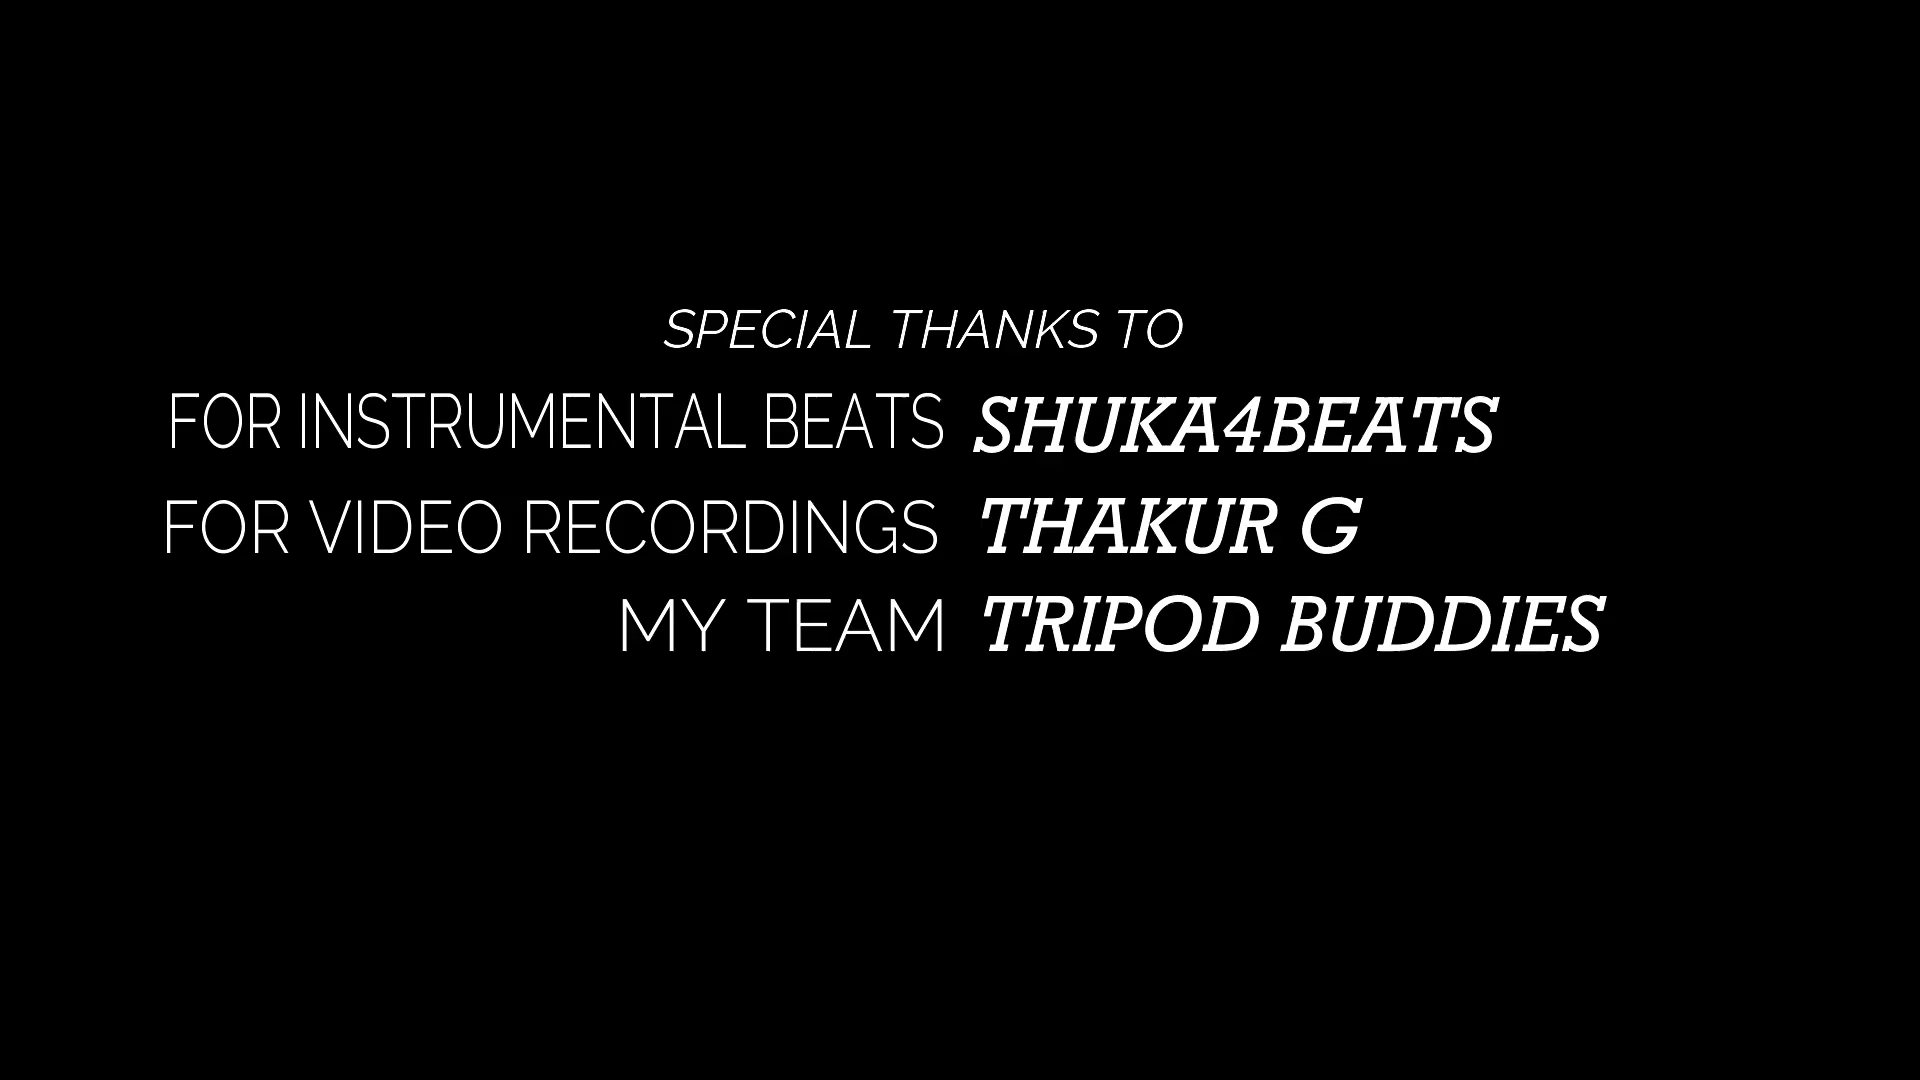 SPECIAL THANKS TO
FOR INSTRUMENTAL BEATS SHUKA4BEATS
FOR VIDEO RECORDINGS THAKUR G
MY TEAM TRIPOD BUDDIES